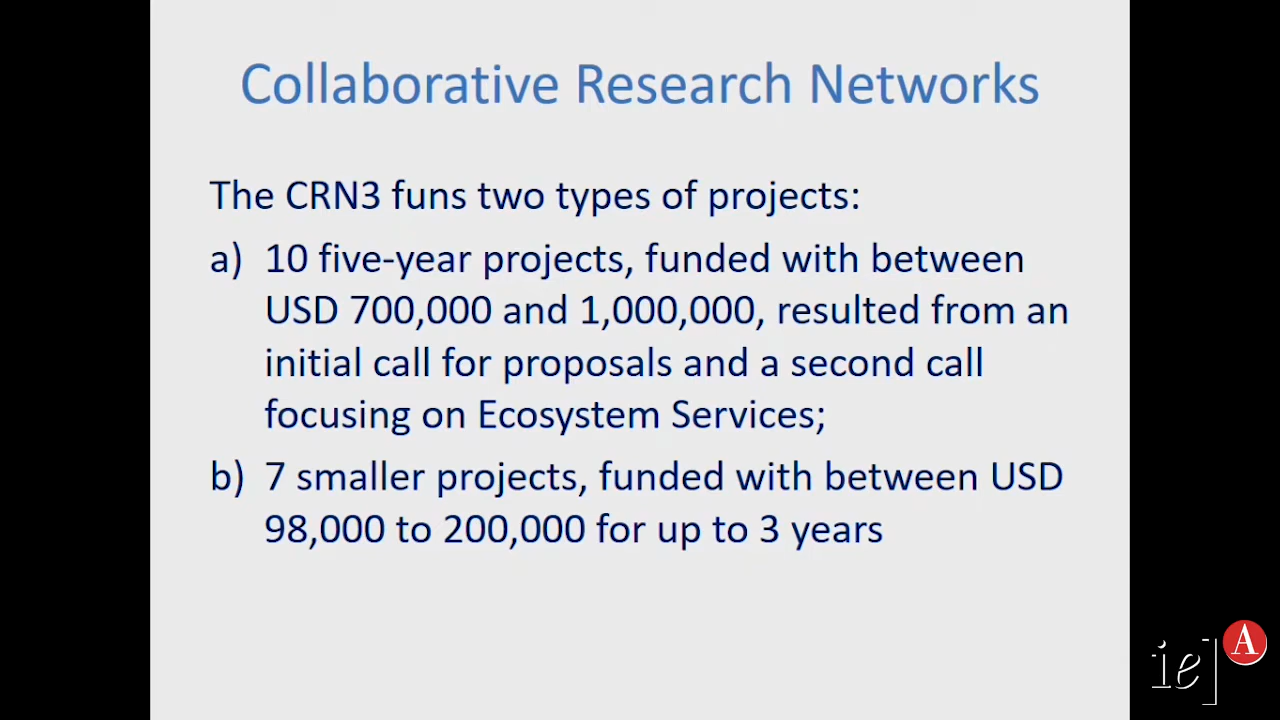 Collaborative Research Networks
The CRN3 funs two types of projects:
a) 10 five-year projects, funded with between
USD 700,000 and 1,000,000, resulted from an
initial call for proposals and a second call
focusing on Ecosystem Services;
b) 7 smaller projects, funded with between USD
98,000 to 200,000 for up to 3 years
ie] A